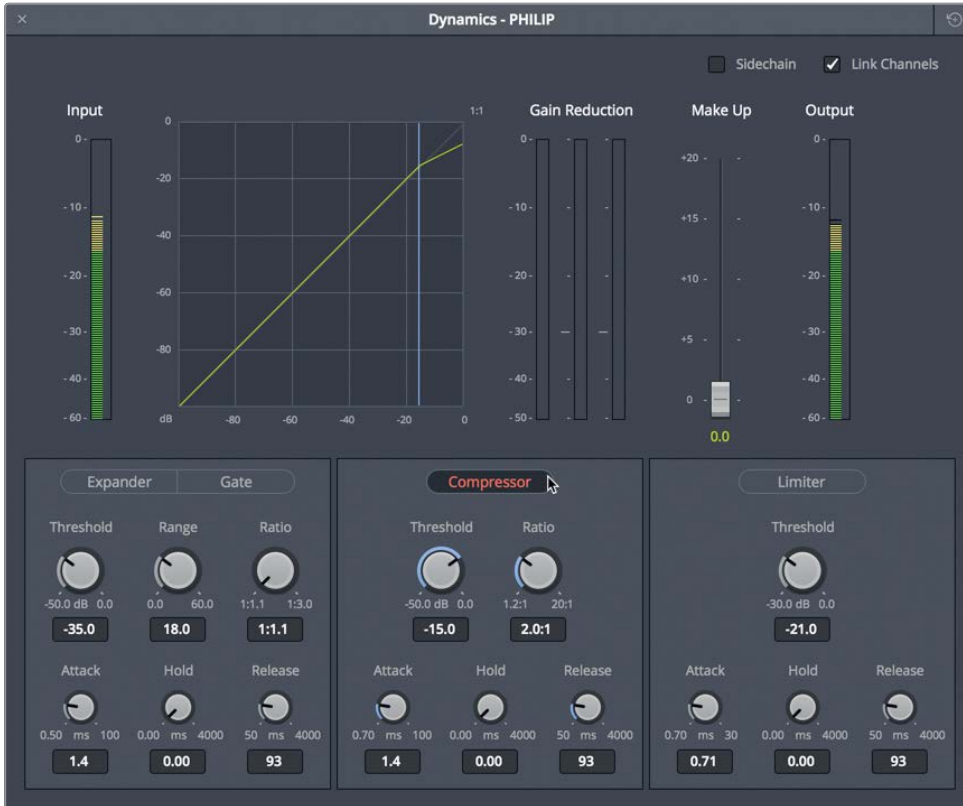 Dynamics - PHILIP
Sidechain Link Channels
Input Gain Reduction Make Up Output
1:1
0 -
- 10 -
- 20 -
- 30 -
- 40 -
- 60 -
0
-20
-40
-60
-80
dB -80 -60 -40 -20 0
0 -
- 10 -
- 20 -
- 30 -
- 40 -
- 50 -
+20 - -
+15 - -
+10 - -
+5 - -
0 - -
0.0
0 -
- 10 -
- 20 -
- 30 -
- 40 -
- 60 -
Expander Gate
Threshold Range Ratio
-50.0 dB 0.0 0.0 60.0 1:1.1 1:3.0
-35.0 18.0 1:1.1
Attack Hold Release
0.50 ms 100 0.00 ms 4000 50 ms 4000
1.4 0.00 93
Compressor
Threshold Ratio
-50.0 dB 0.0 1.2:1 20:1
-15.0 2.0:1
Attack Hold Release
0.70 ms 100 0.00 ms 4000 50 ms 4000
1.4 0.00 93
Limiter
Threshold
-30.0 dB 0.0
-21.0
Attack Hold Release
0.70 ms 30 0.00 ms 4000 50 ms 4000
0.71 0.00 93